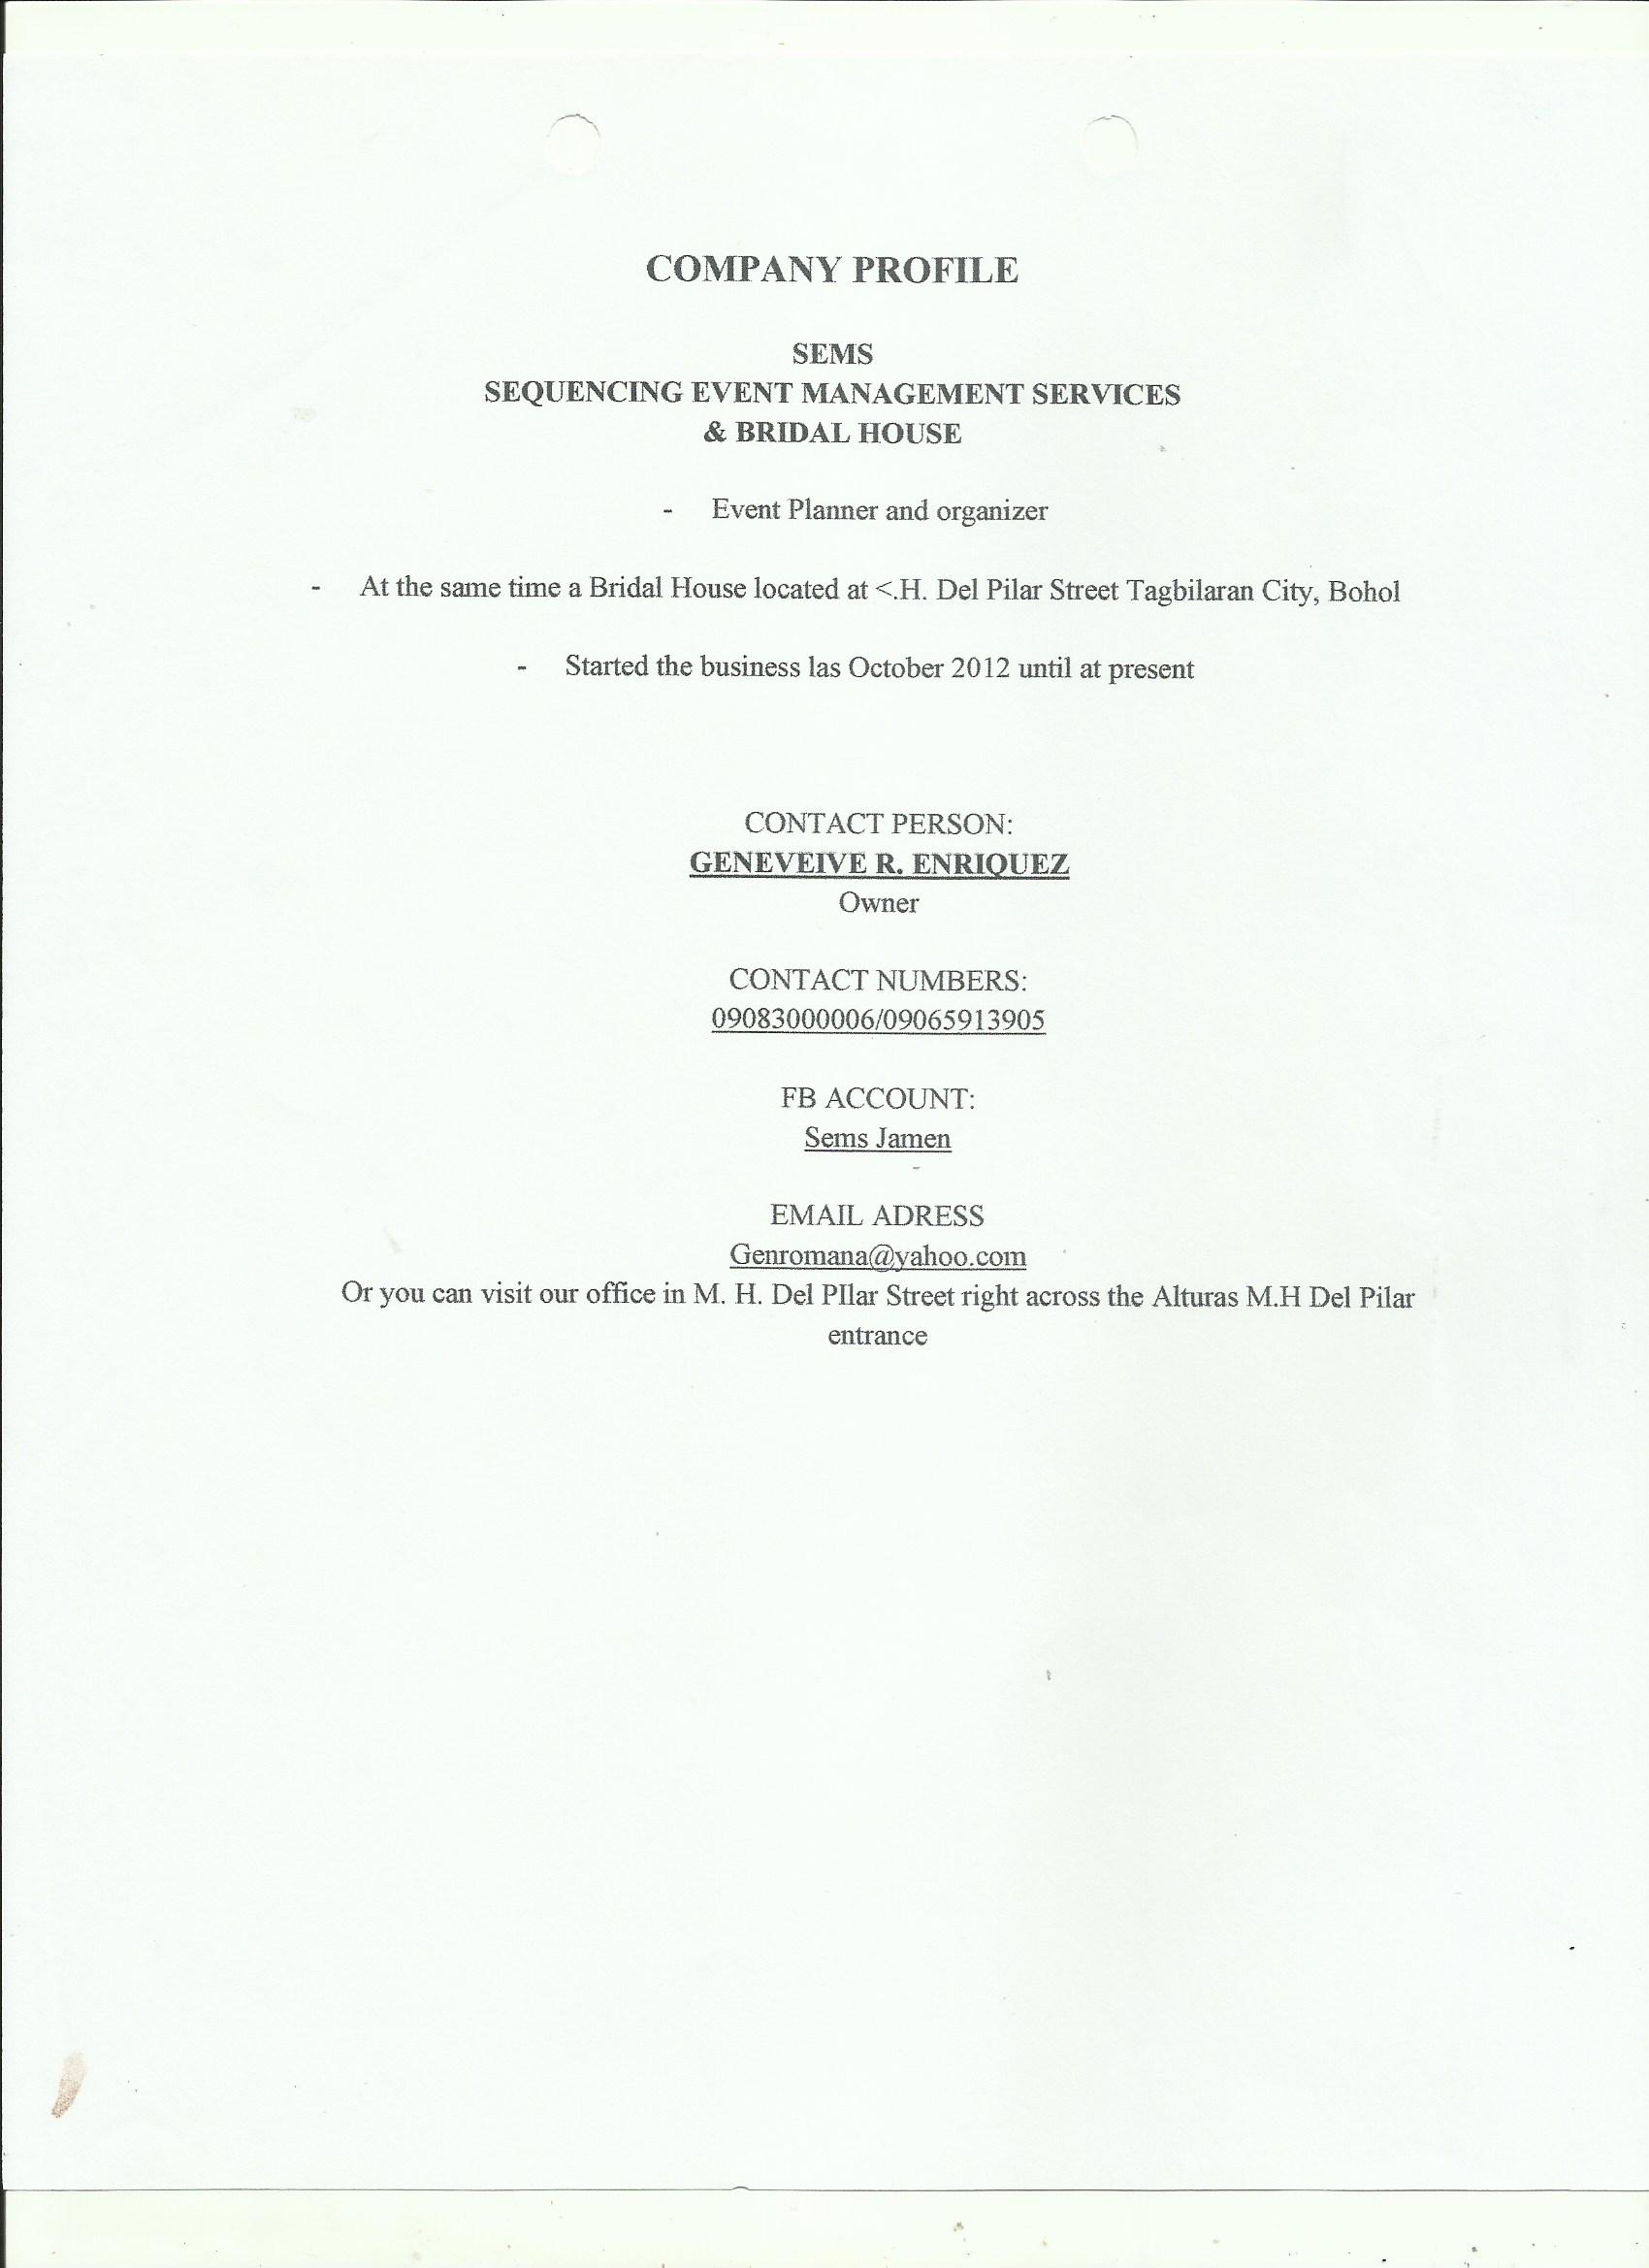 COMPANY PROFILE
SEMS
SEQUENCING EVENT MANAGEMENT SERVICES
& BRIDAL HOUSE
- Event Planner and organizer
- At the same time a Bridal House located at <.H. Del Pilar Street Tagbilaran City, Bohol
- Started the business las October 2012 until at present
CONTACT PERSON:
GENEVEIVE R. ENRIQUEZ
Owner
CONTACT NUMBERS:
09083000006/09065913905
FB ACCOUNT:
Sems Jamen
EMAIL ADRESS
Genromana@yahoo.com
Or you can visit our office in M. H. Del PIlar Street right across the Alturas M.H Del Pilar
entrance